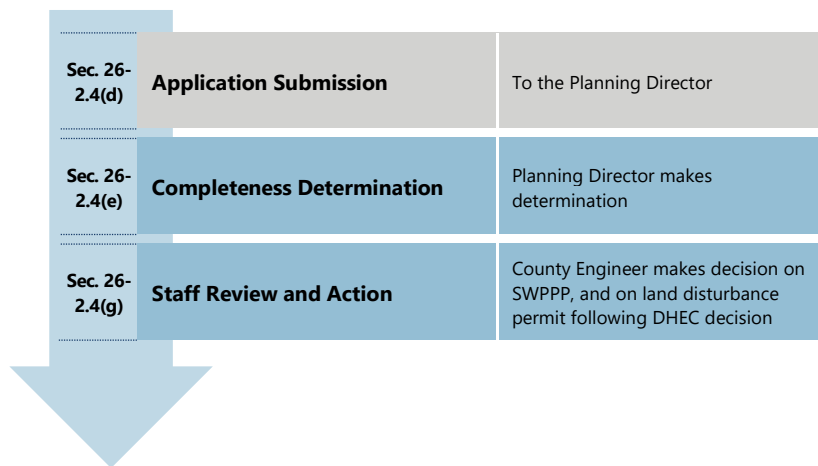 Sec. 26-
2.4(d)
Application Submission
To the Planning Director
Sec. 26-
2.4(e)
Completeness Determination
Planning Director makes
determination
Sec. 26-
2.4(g)
Staff Review and Action
County Engineer makes decision on
SWPPP, and on land disturbance
permit following DHEC decision